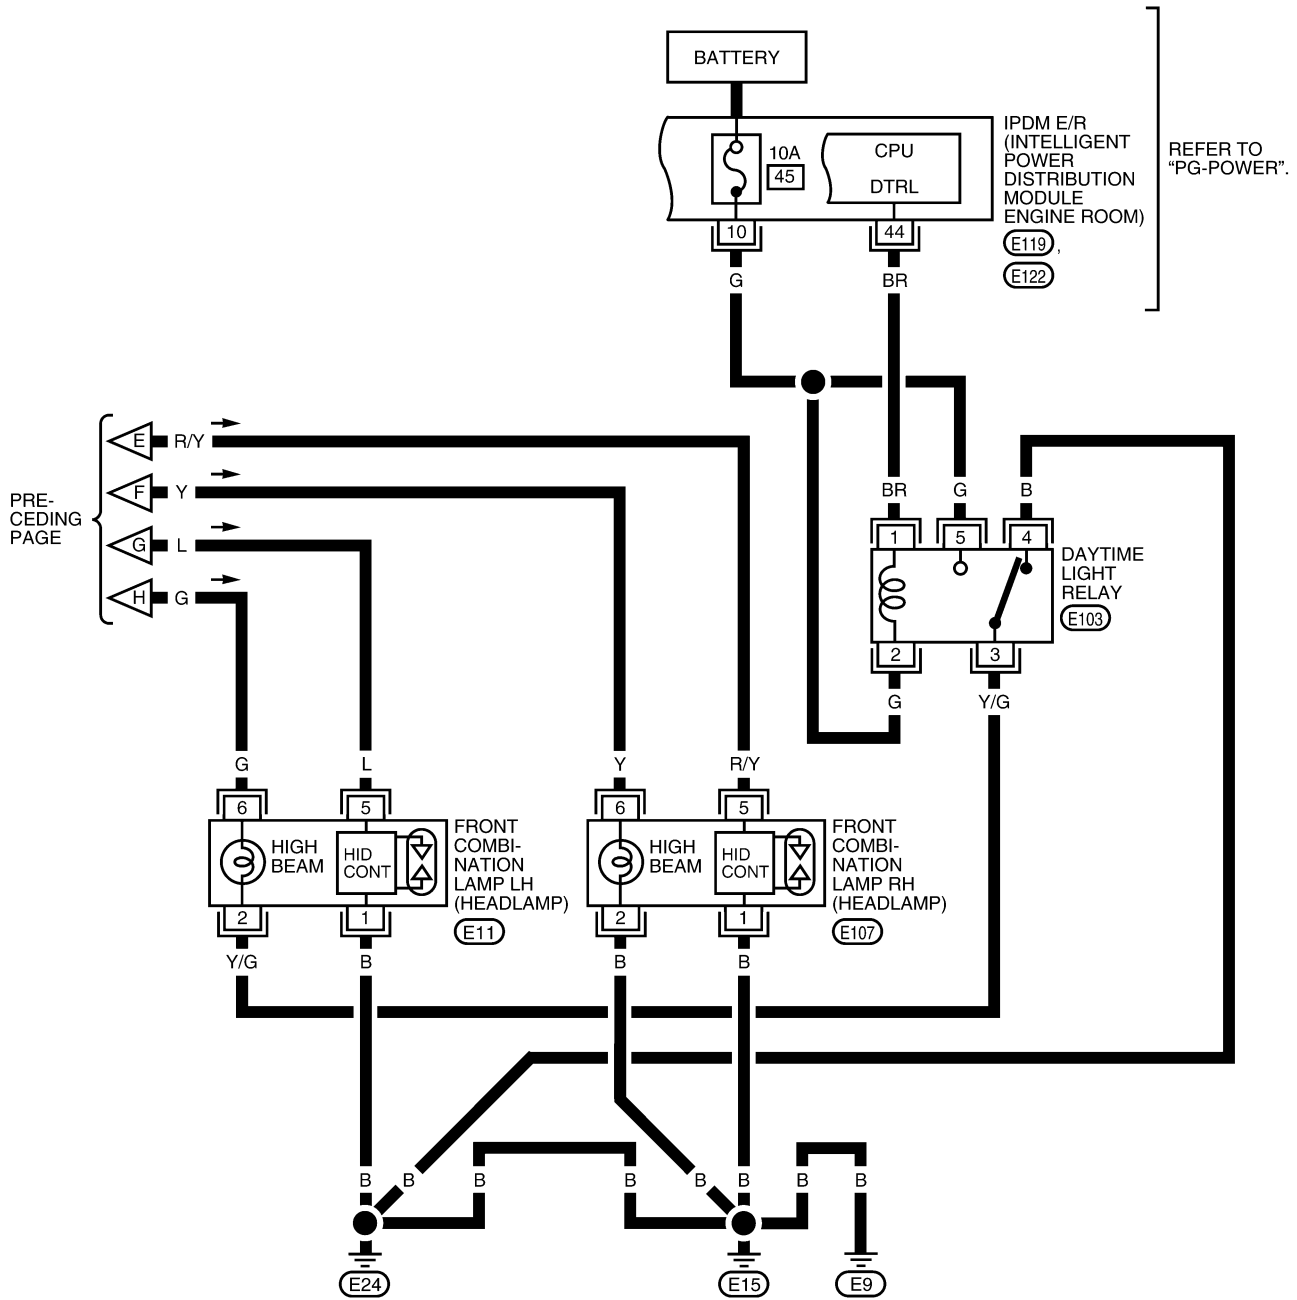 BATTERY
10A
45
CPU
DTRL
IPDM E/R
(INTELLIGENT
POWER
DISTRIBUTION
MODULE
ENGINE ROOM)
E119 ,
E122
REFER TO
“PG-POWER”.
10
44
G
BR
PRE-
CEDING
PAGE
E
R/Y
F
Y
G
L
H
G
BR
G
B
1
5
4
DAYTIME
LIGHT
RELAY
E103
2
3
G
Y/G
G
L
Y
R/Y
6
5
6
5
HIGH
BEAM
HID
CONT
FRONT
COMBI-
NATION
LAMP LH
(HEADLAMP)
E11
HIGH
BEAM
HID
CONT
FRONT
COMBI-
NATION
LAMP RH
(HEADLAMP)
E107
2
1
2
1
Y/G
B
B
B
B
B
B
B
B
B
B
B
E24
E15
E9